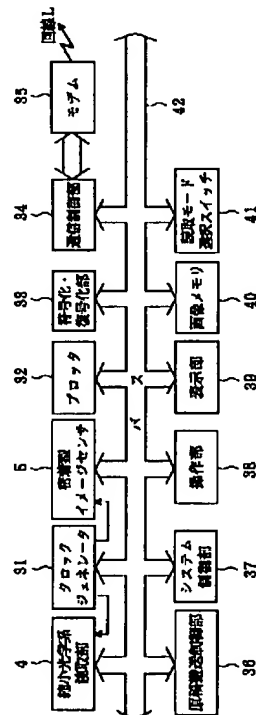 4
縮小光学系
読取部
31
クロック
ジェネレータ
5
密着型
イメージセンサ
32
プロッタ
33
符号化・
復号化部
34
通信制御部
35
モデム
回線L
バス
42
36
原稿搬送制御部
37
システム
制御部
38
操作部
39
表示部
40
画像メモリ
41
読取モード
選択スイッチ